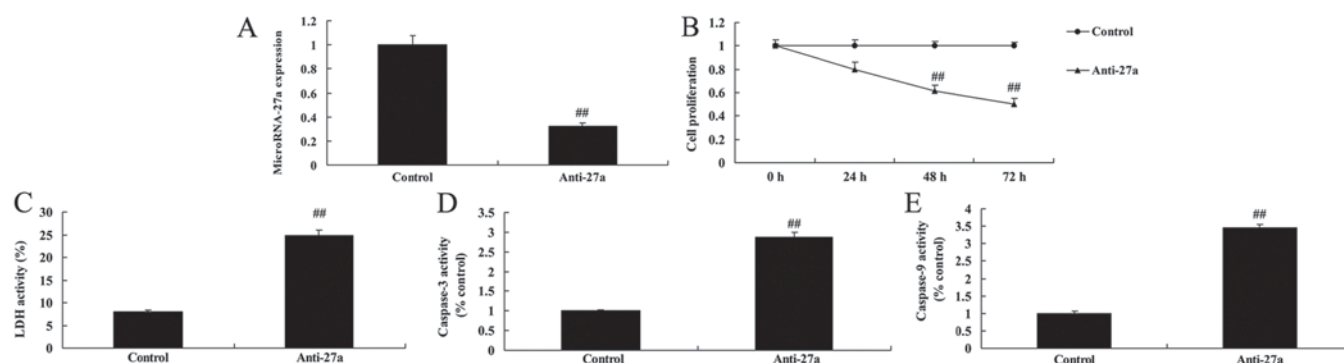 A
MicroRNA-27a expression
1.2
1
0.8
0.6
0.4
0.2
0
##
Control
Anti-27a
B
Cell proliferation
1.2
1
0.8
0.6
0.4
0.2
0
##
##
0 h
24 h
48 h
72 h
Control
Anti-27a
C
LDH activity (%)
30
25
20
15
10
5
0
##
Control
Anti-27a
D
Caspase-3 activity
(% control)
3.5
3
2.5
2
1.5
1
0.5
0
##
Control
Anti-27a
E
Caspase-9 activity
(% control)
4
3.5
3
2.5
2
1.5
1
0.5
0
##
Control
Anti-27a